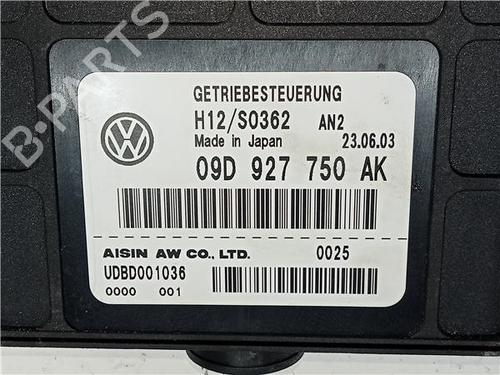 B-PARTS
GETRIEBESTEUERUNG
H12/S0362 AN2
Made in Japan 23.06.03
09D 927 750 AK
AISIN AW CO., LTD. 0025
UDBD001036
0000 001